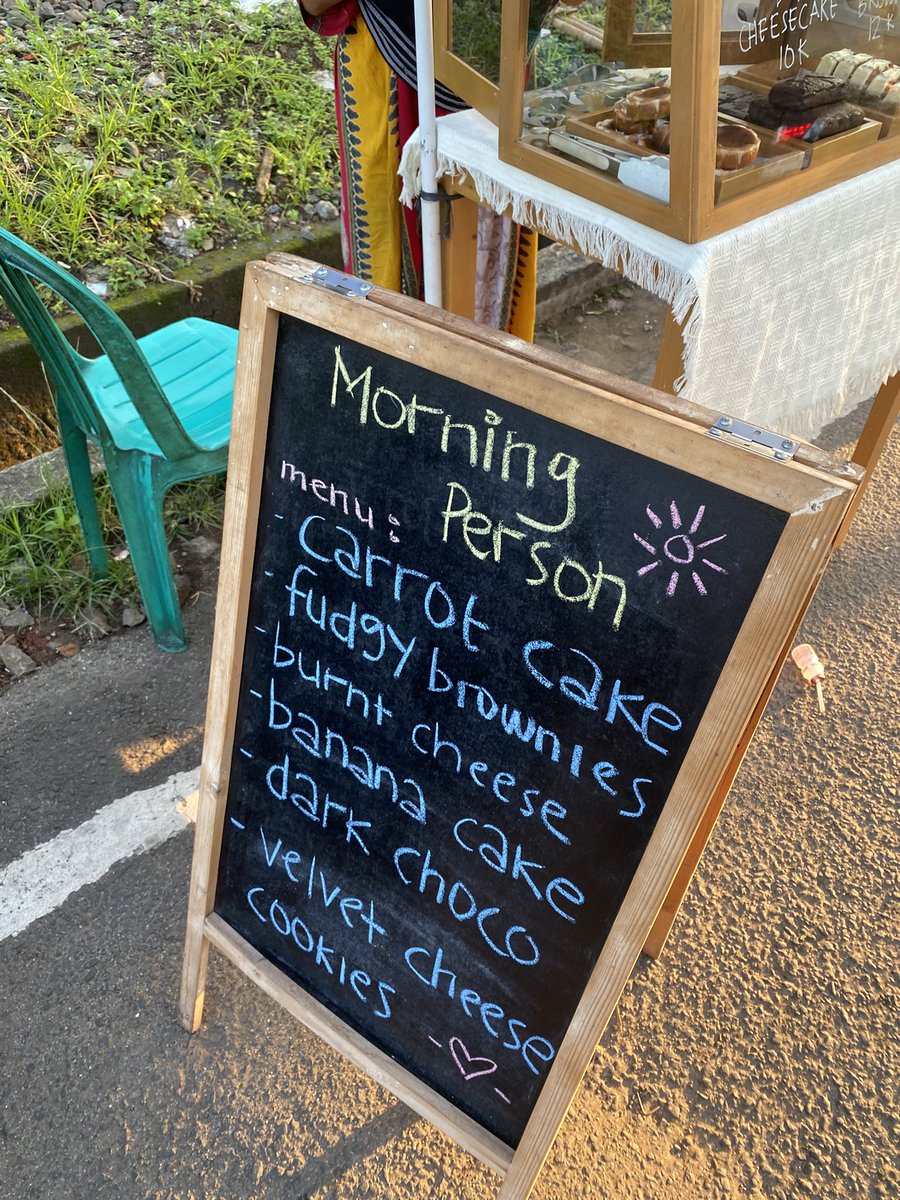 CHEESECAKE
10K
BROWN
12K
Morning
Person
menu:
- carrot cake
- fudgy brownies
- burnt cheese
- banana cake
- dark choco
- velvet cheese
cookies